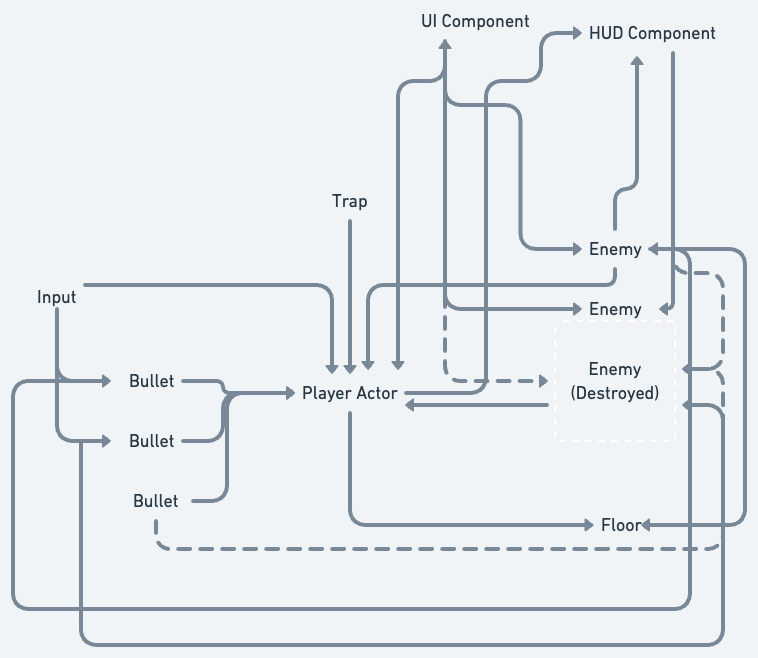 UI Component
HUD Component
Trap
Enemy
Input
Enemy
Enemy
(Destroyed)
Bullet
Player Actor
Bullet
Bullet
Floor